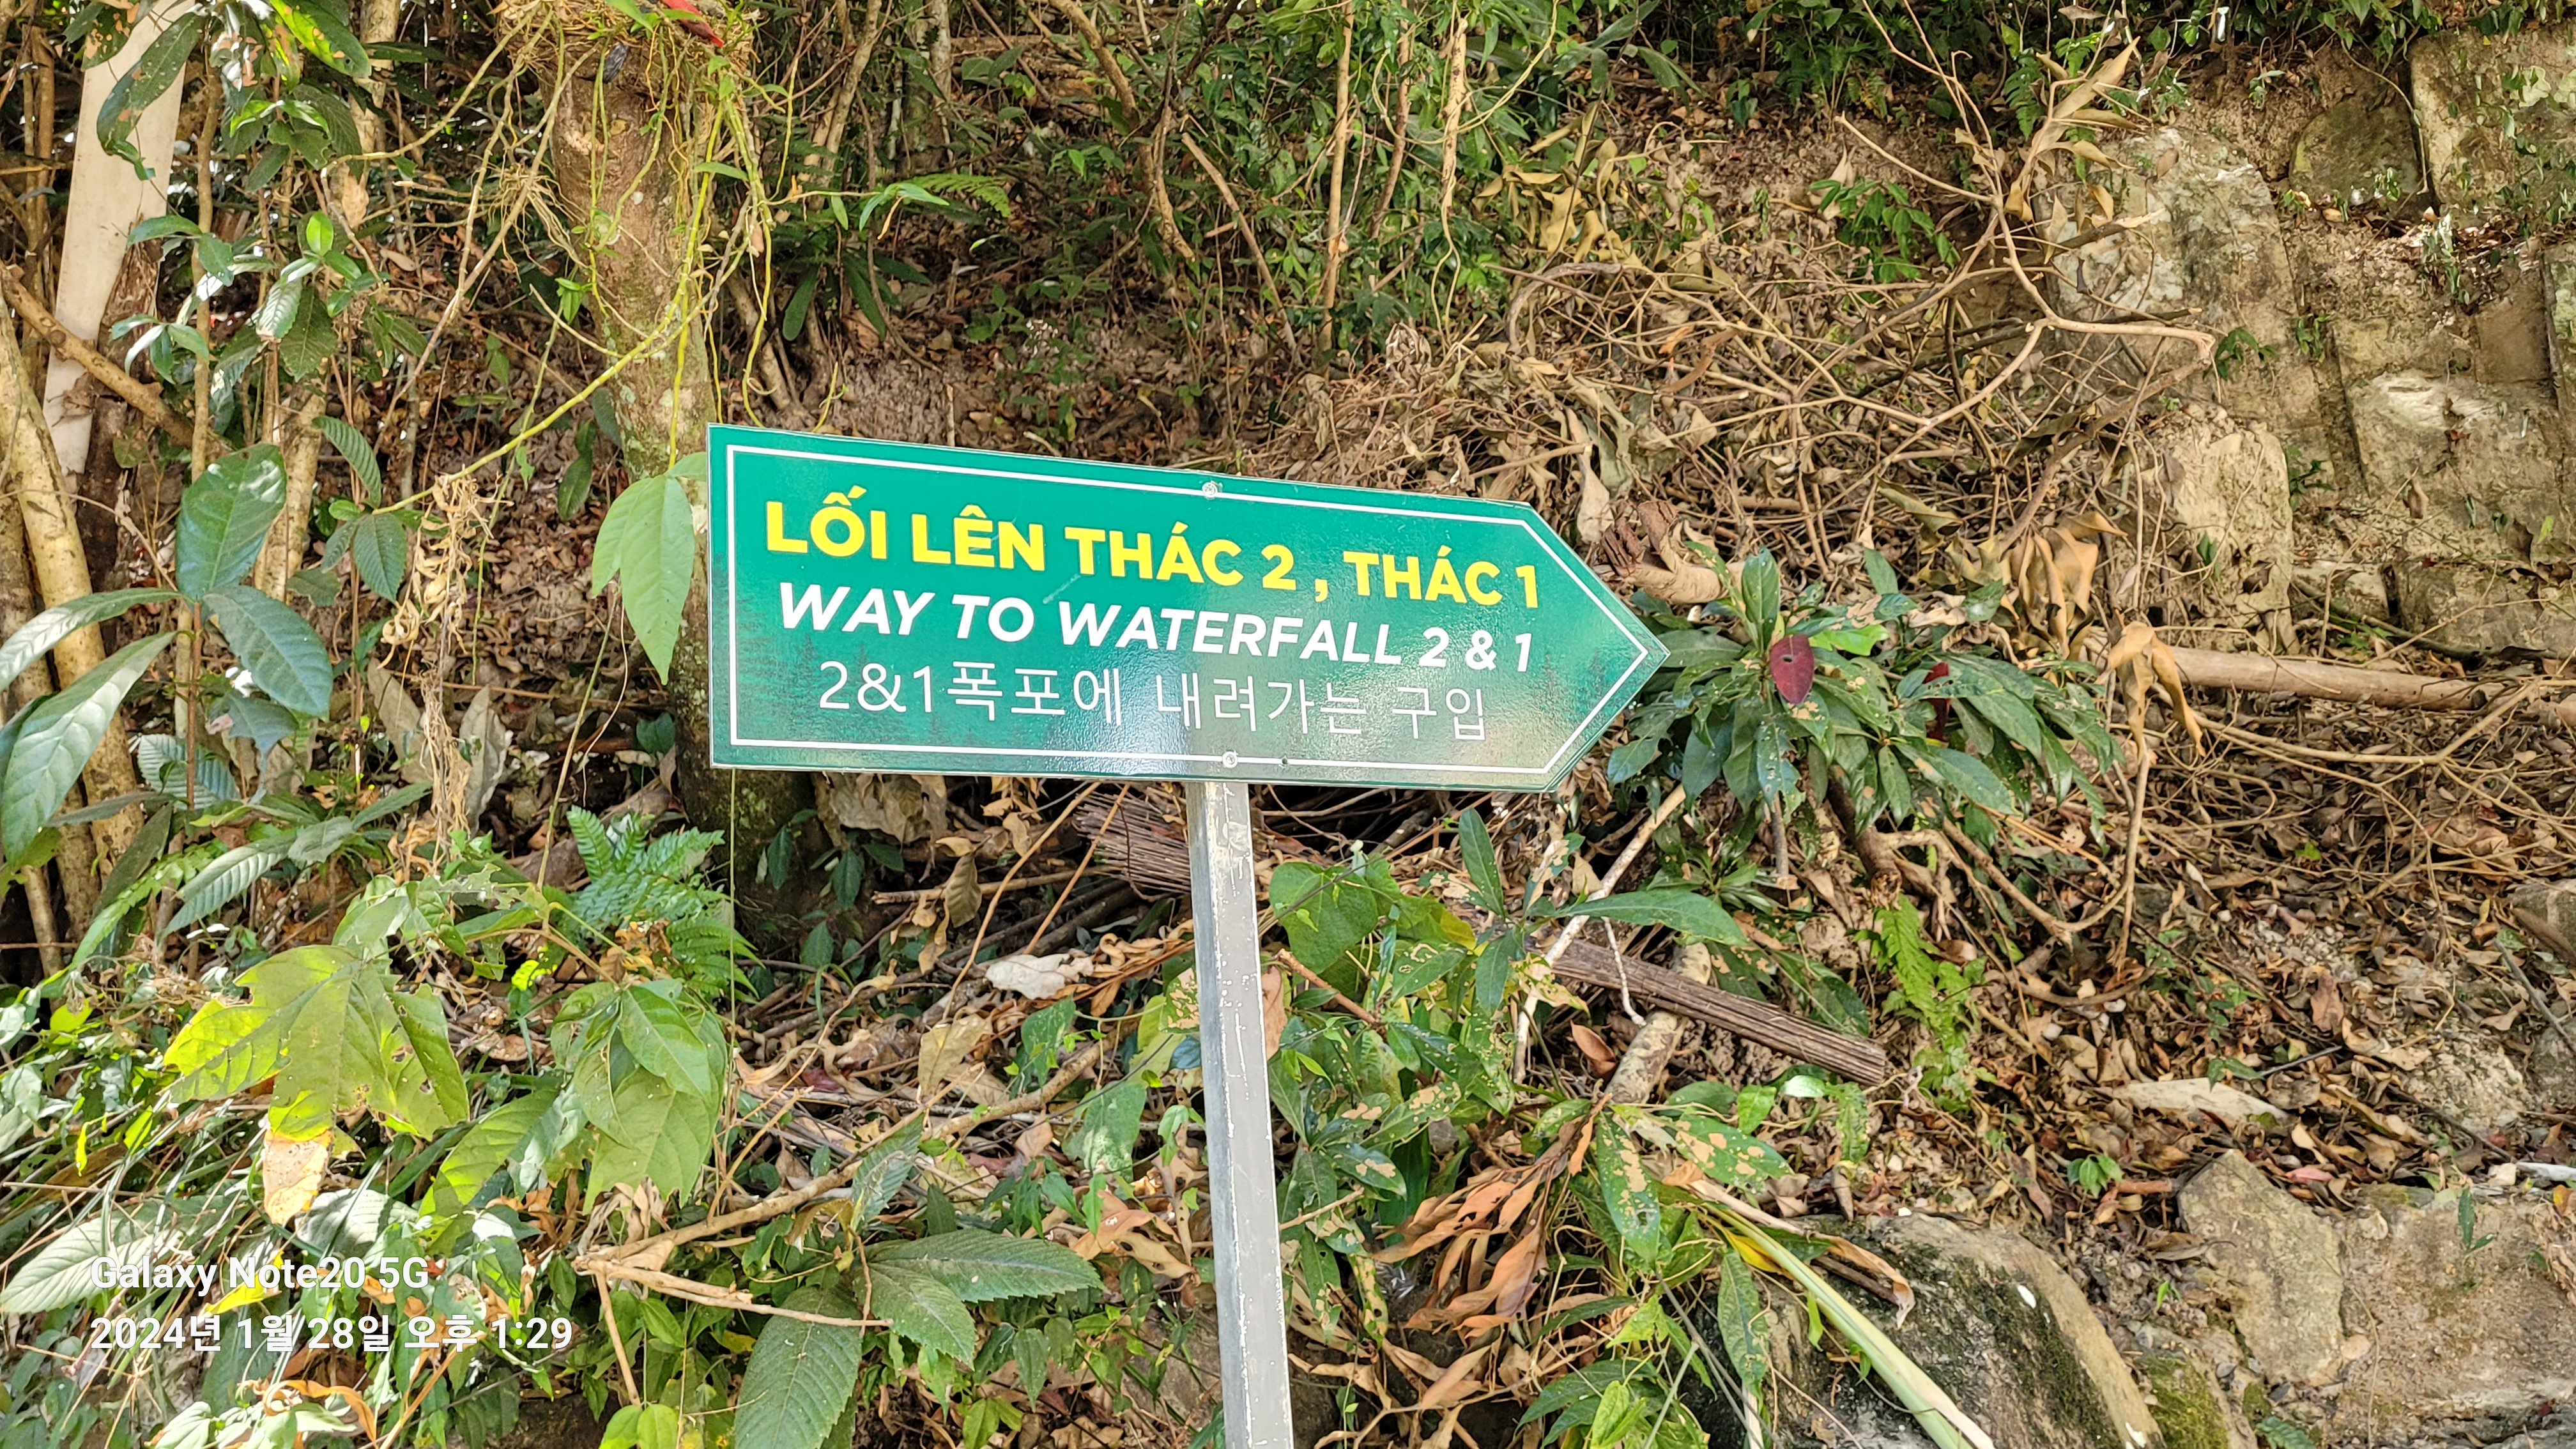 LỐI LÊN THÁC 2 , THÁC 1
WAY TO WATERFALL 2 & 1
2&1폭포에 내려가는 구입
Galaxy Note20 5G
2024년 1월 28일 오후 1:29